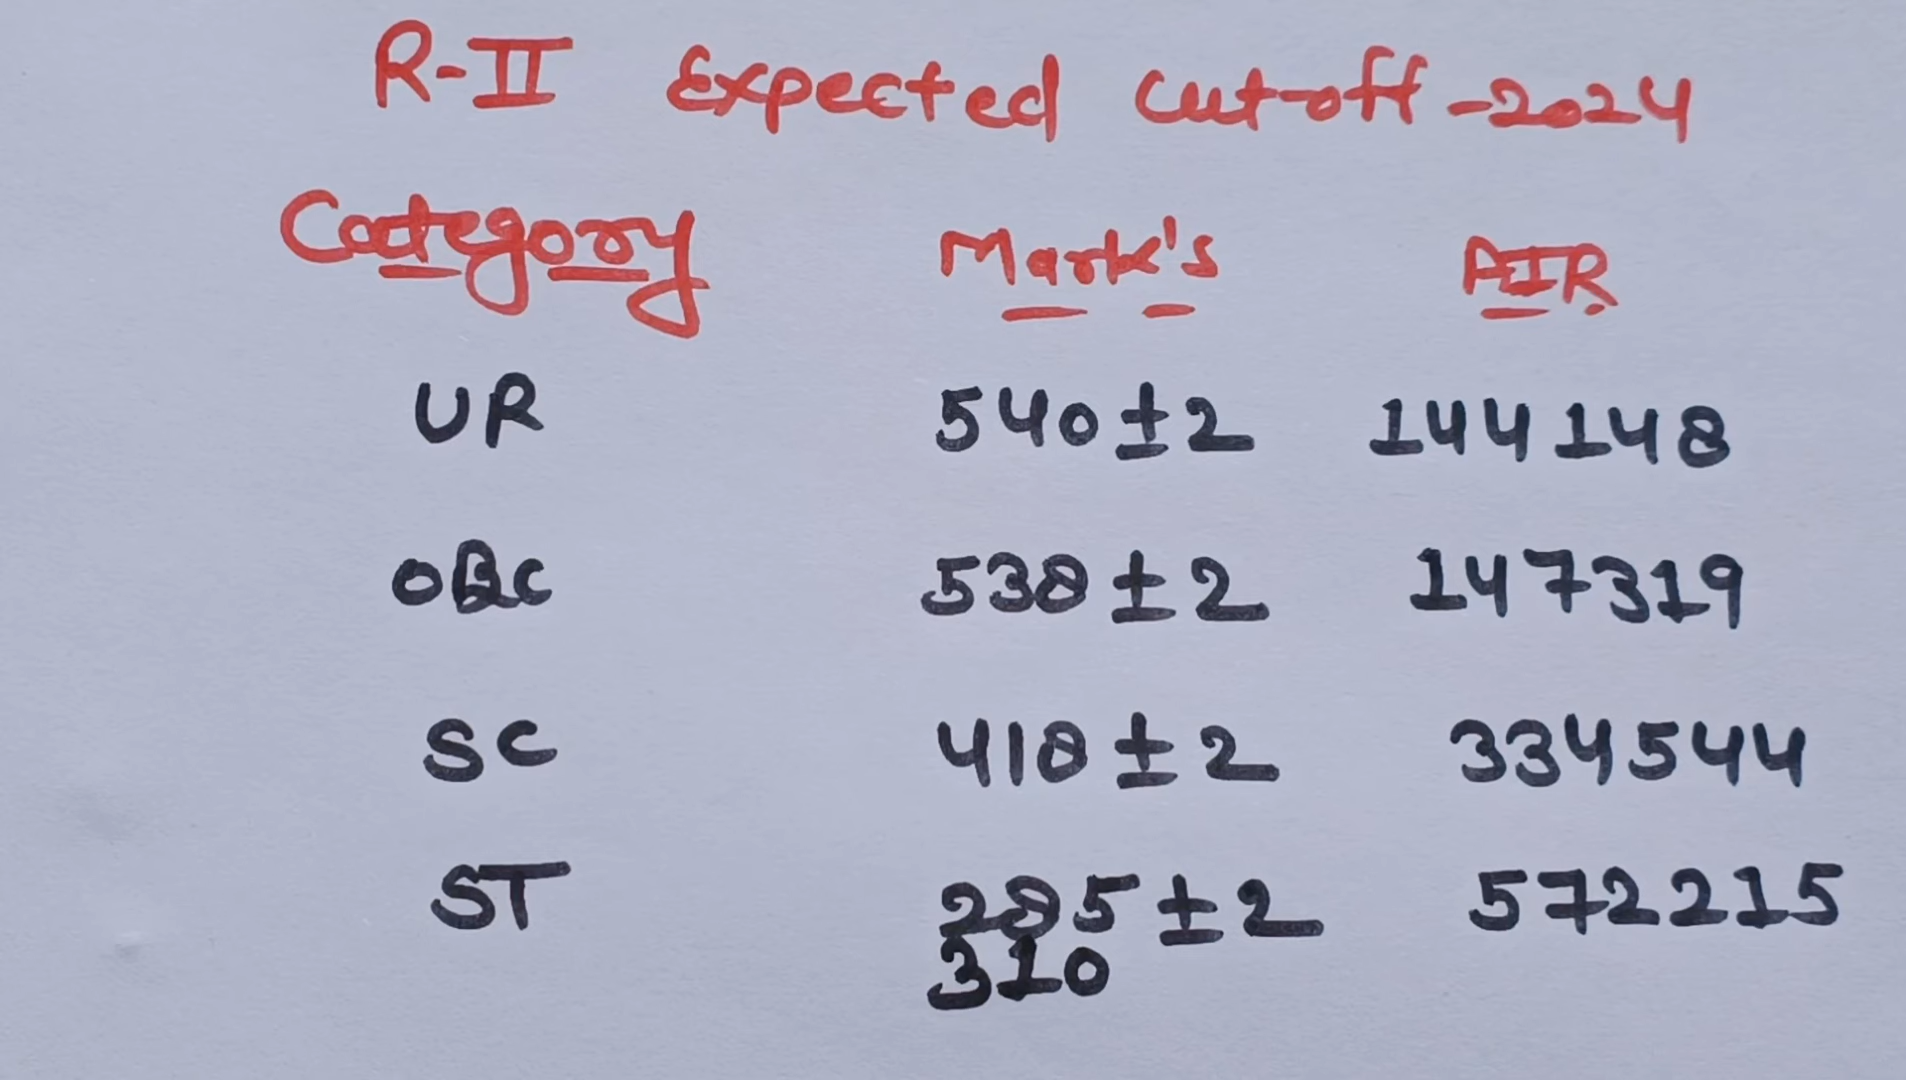 R-II Expected cut-off -2024
Category Mark's AIR
UR 540±2 144148
OBC 538±2 147319
SC 418±2 334544
ST 285±2 572215
310